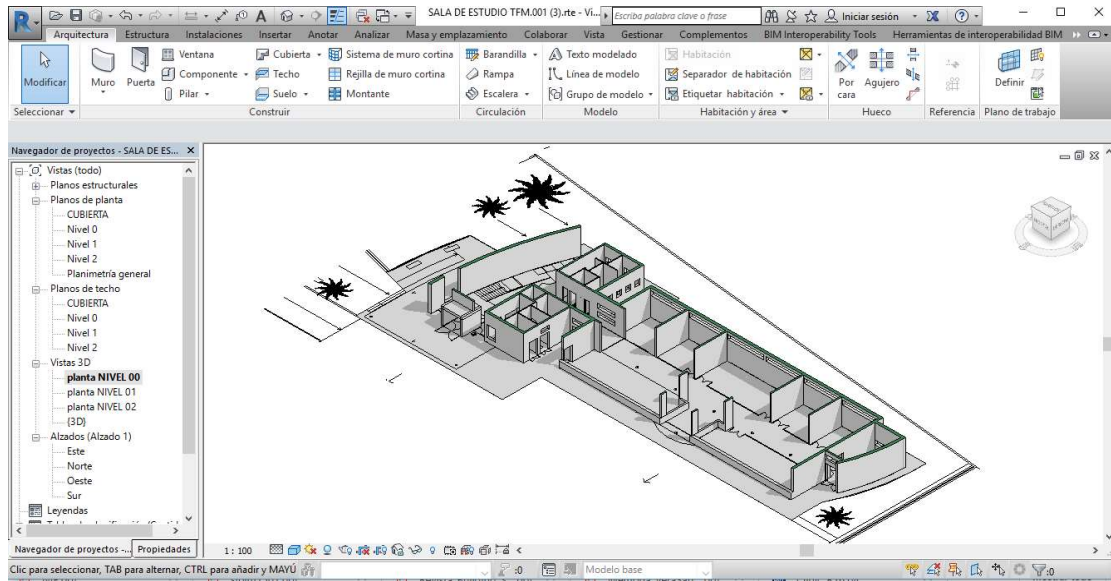 SALA DE ESTUDIO TFM.001 (3).rte - Vi...
Escriba palabra clave o frase
Iniciar sesión
Arquitectura Estructura Instalaciones Insertar Anotar Analizar Masa y emplazamiento Colaborar Vista Gestionar Complementos BIM Interoperability Tools Herramientas de interoperabilidad BIM
Modificar
Muro
Puerta
Ventana
Componente
Pilar
Cubierta
Techo
Suelo
Sistema de muro cortina
Rejilla de muro cortina
Montante
Barandilla
Rampa
Escalera
Texto modelado
Línea de modelo
Grupo de modelo
Habitación
Separador de habitación
Etiquetar habitación
Por cara
Agujero
Definir
Seleccionar Construir Circulación Modelo Habitación y área Hueco Referencia Plano de trabajo
Navegador de proyectos - SALA DE ES...
Vistas (todo)
Planos estructurales
Planos de planta
CUBIERTA
Nivel 0
Nivel 1
Nivel 2
Planimetría general
Planos de techo
CUBIERTA
Nivel 0
Nivel 1
Nivel 2
Vistas 3D
planta NIVEL 00
planta NIVEL 01
planta NIVEL 02
{3D}
Alzados (Alzado 1)
Este
Norte
Oeste
Sur
Leyendas
Navegador de proyectos -... Propiedades
1 : 100
Clic para seleccionar, TAB para alternar, CTRL para añadir y MAYÚ
:0
Modelo base
:0